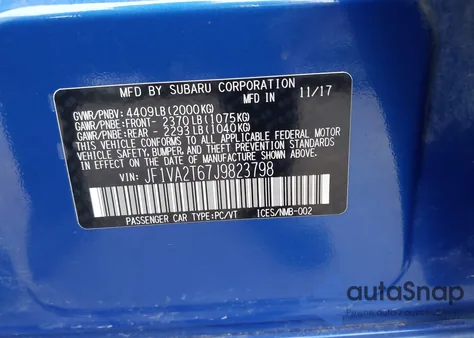 MFD BY SUBARU CORPORATION
MFD IN 11/17
GVWR/PNBV: 4409LB(2000KG)
GAWR/PNBE:FRONT- 2370LB(1075KG)
GAWR/PNBE:REAR - 2293LB(1040KG)
THIS VEHICLE CONFORMS TO ALL APPLICABLE FEDERAL MOTOR
VEHICLE SAFETY, BUMPER, AND THEFT PREVENTION STANDARDS
IN EFFECT ON THE DATE OF MANUFACTURE SHOWN ABOVE.
VIN: JF1VA2T67J9823798
PASSENGER CAR TYPE:PC/VT ICES/NMB-002
autoSnap